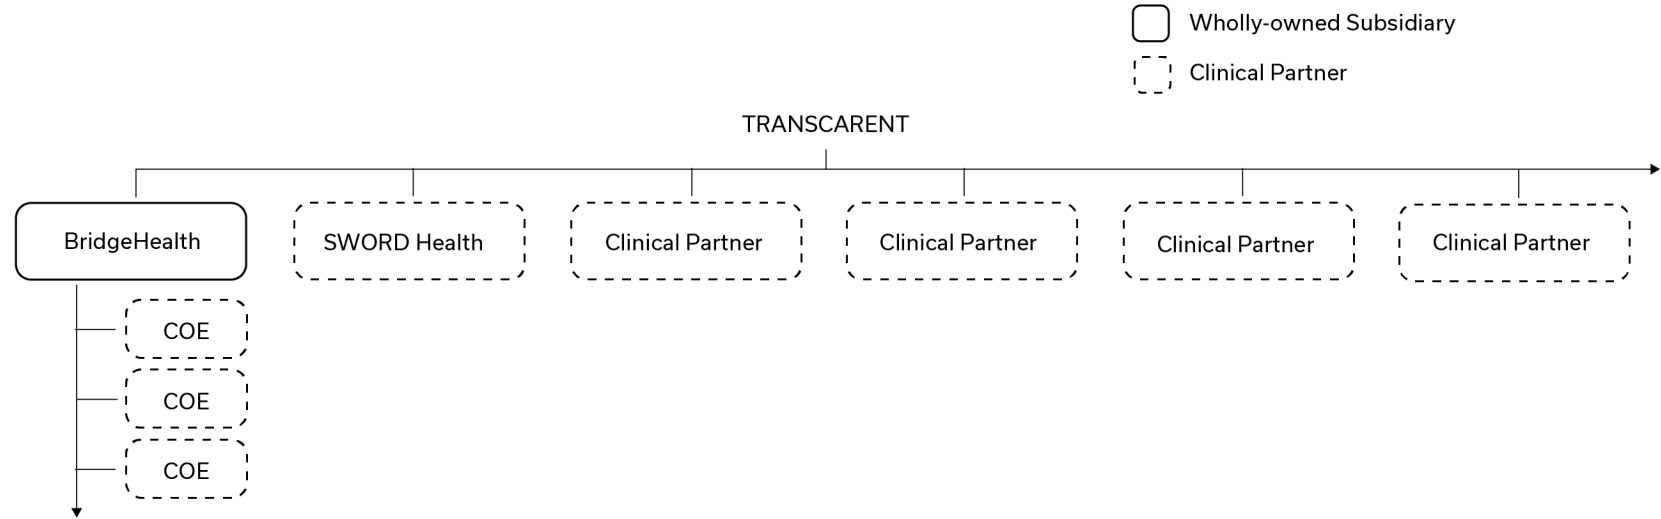 Wholly-owned Subsidiary
Clinical Partner
TRANSCARENT
BridgeHealth
SWORD Health
Clinical Partner
Clinical Partner
Clinical Partner
Clinical Partner
COE
COE
COE